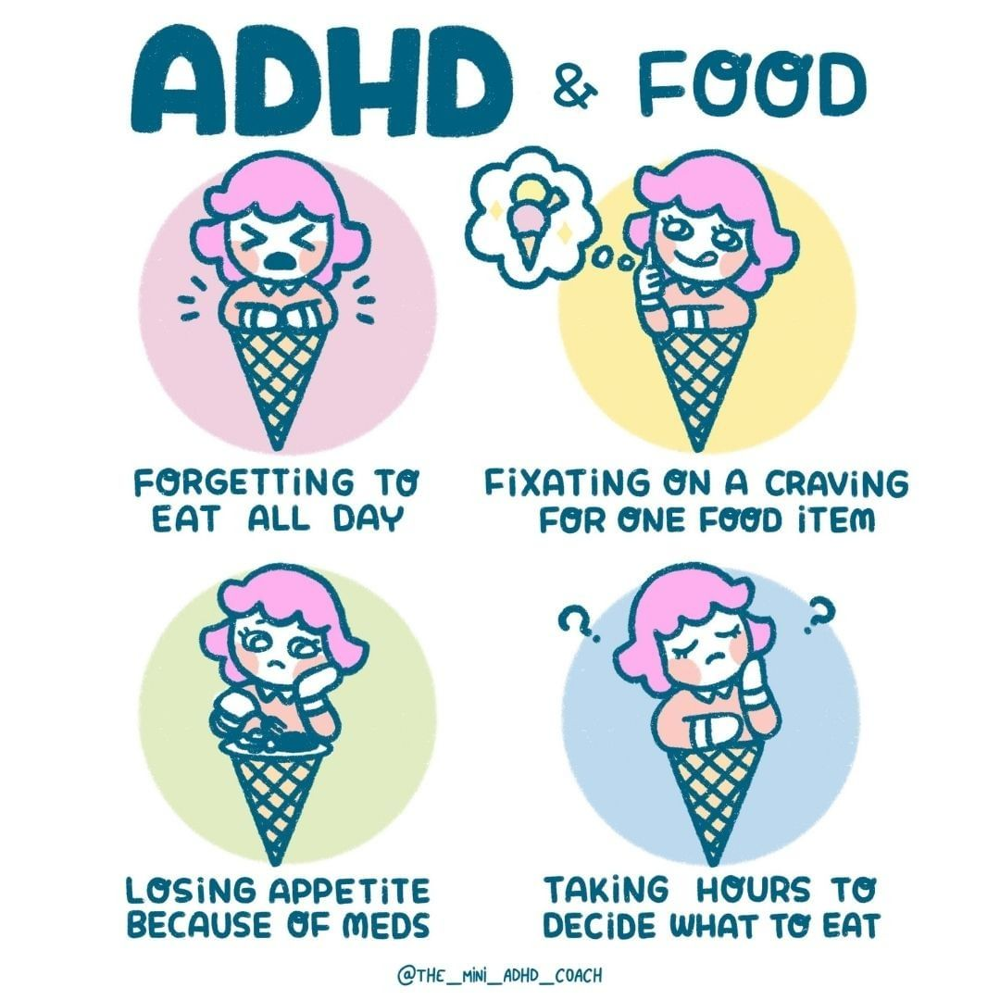 ADHD & FOOD
FORGETTiNG TO
EAT ALL DAY
FiXATiNG ON A CRAViNG
FOR ONE FOOD iTEM
LOSiNG APPETiTE
BECAUSE OF MEDS
TAKiNG HOURS TO
DECiDE WHAT TO EAT
? ?
@THE_MiNi_ADHD_COACH